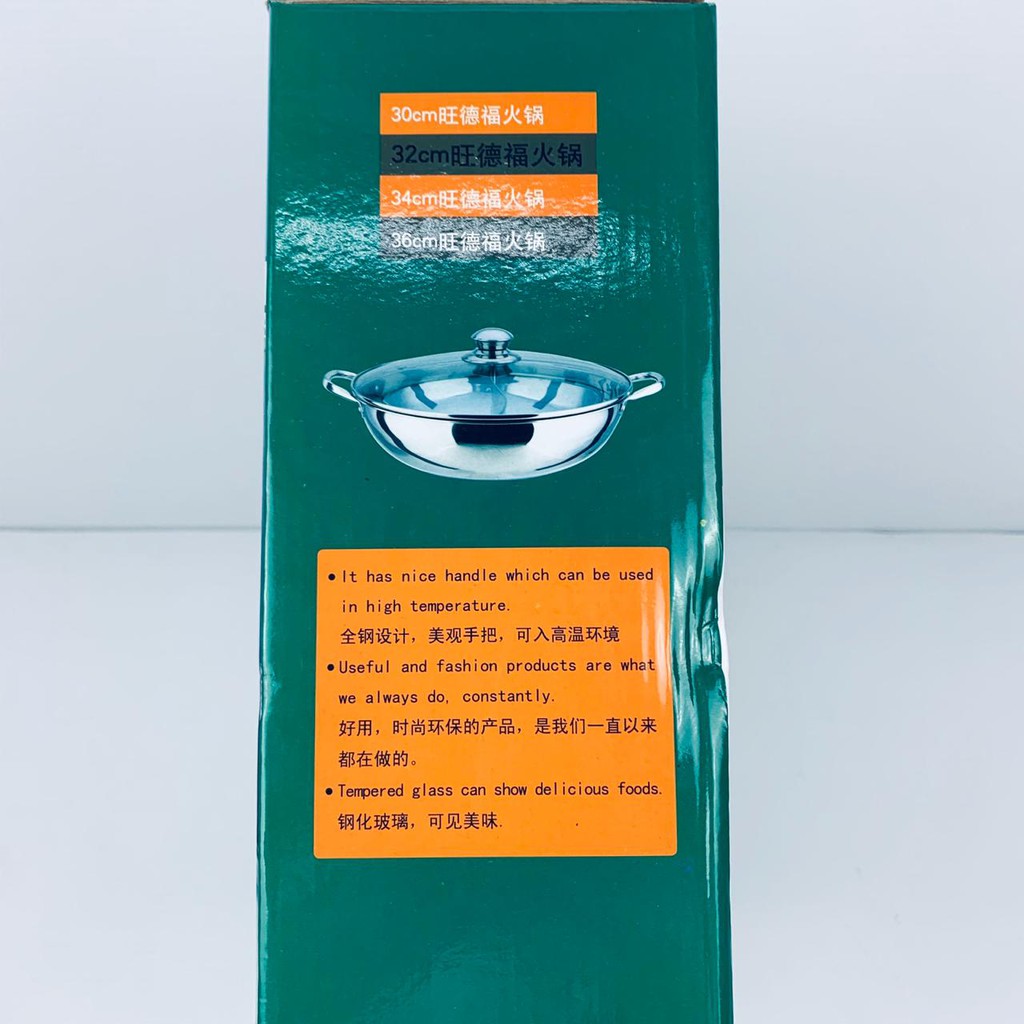 30cm旺德福火锅
32cm旺德福火锅
34cm旺德福火锅
36cm旺德福火锅
●It has nice handle which can be used
in high temperature.
全钢设计，美观手把，可入高温环境
●Useful and fashion products are what
we always do, constantly.
好用，时尚环保的产品，是我们一直以来
都在做的。
●Tempered glass can show delicious foods.
钢化玻璃，可见美味.